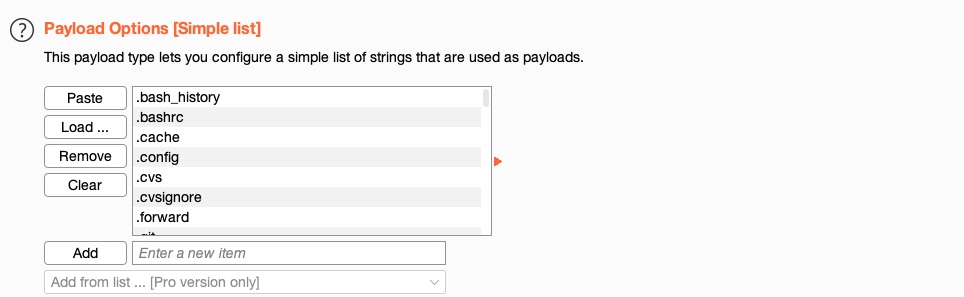 ?
Payload Options [Simple list]
This payload type lets you configure a simple list of strings that are used as payloads.
Paste
Load ...
Remove
Clear
.bash_history
.bashrc
.cache
.config
.cvs
.cvsignore
.forward
.git
Add
Enter a new item
Add from list ... [Pro version only]